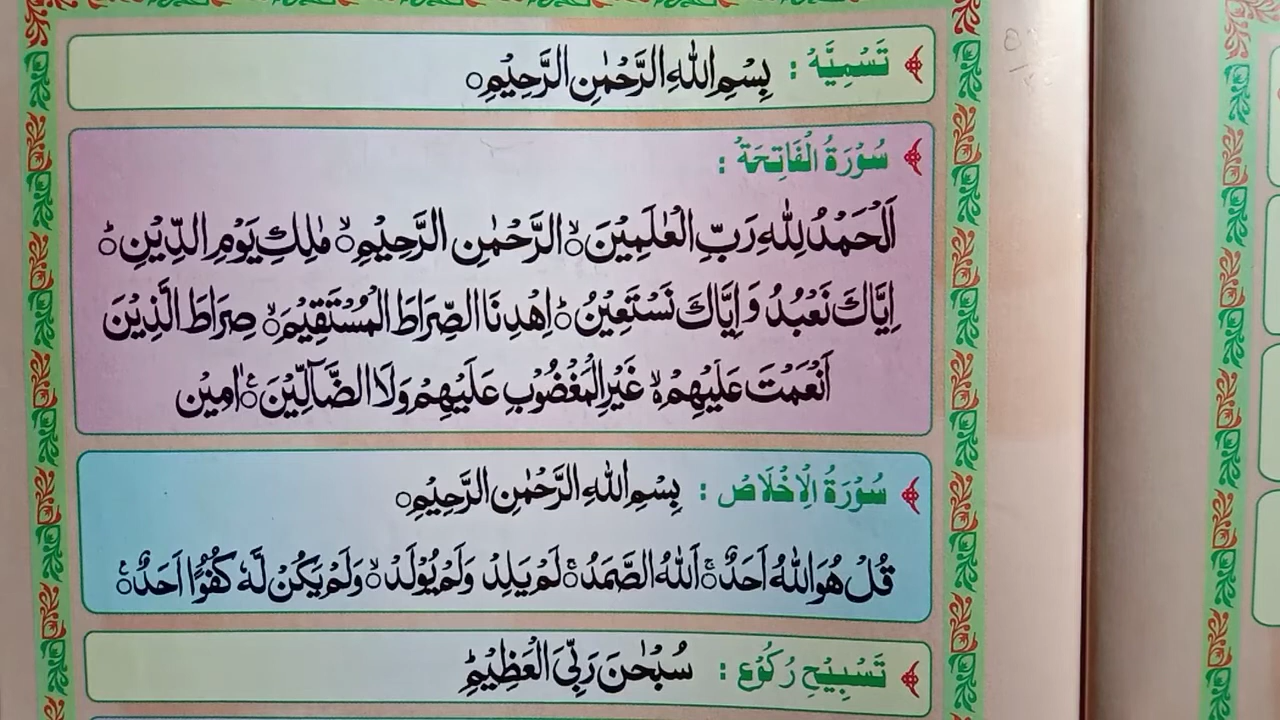 تَسْمِیَّهْ : بِسْمِ اللّٰهِ الرَّحْمٰنِ الرَّحِیْمِ○
سُوْرَةُ الْفَاتِحَةْ :
اَلْحَمْدُ لِلّٰهِ رَبِّ الْعٰلَمِیْنَ○ۙ الرَّحْمٰنِ الرَّحِیْمِ○ۙ مٰلِكِ یَوْمِ الدِّیْنِ○ؕ
اِیَّاكَ نَعْبُدُ وَ اِیَّاكَ نَسْتَعِیْنُ○ؕ اِهْدِنَا الصِّرَاطَ الْمُسْتَقِیْمَ○ۙ صِرَاطَ الَّذِیْنَ
اَنْعَمْتَ عَلَیْهِمْ○ۙ غَیْرِ الْمَغْضُوْبِ عَلَیْهِمْ وَلَا الضَّآلِّیْنَ○۠ اٰمِیْن
سُوْرَةُ الْاِخْلَاصْ : بِسْمِ اللّٰهِ الرَّحْمٰنِ الرَّحِیْمِ○
قُلْ هُوَ اللّٰهُ اَحَدٌ○ۚ اَللّٰهُ الصَّمَدُ○ۚ لَمْ یَلِدْ وَلَمْ یُوْلَدْ○ۙ وَلَمْ یَكُنْ لَّهٗ كُفُوًا اَحَدٌ○۠
تَسْبِیْحِ رُكُوْع : سُبْحٰنَ رَبِّیَ الْعَظِیْمِؕ